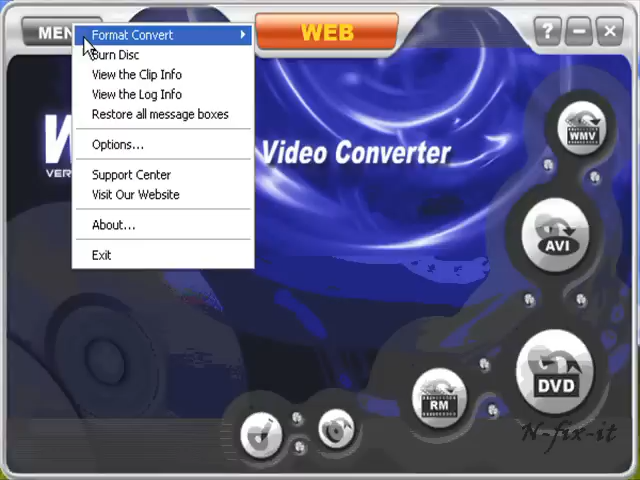 MEN
WEB
?
Format Convert
Burn Disc
View the Clip Info
View the Log Info
Restore all message boxes
Options...
Support Center
Visit Our Website
About...
Exit
W
Video Converter
VER
WMV
AVI
DVD
RM
N-fix-it